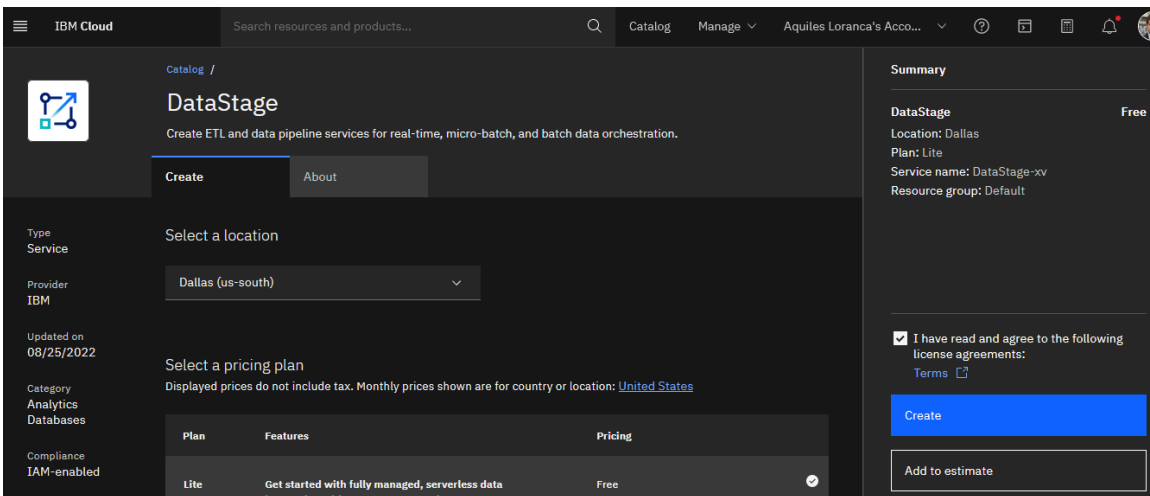 IBM Cloud
Search resources and products...
Catalog
Manage
Aquiles Loranca's Acco...
Catalog /
DataStage
Create ETL and data pipeline services for real-time, micro-batch, and batch data orchestration.
Create
About
Type
Service
Provider
IBM
Updated on
08/25/2022
Category
Analytics
Databases
Compliance
IAM-enabled
Select a location
Dallas (us-south)
Select a pricing plan
Displayed prices do not include tax. Monthly prices shown are for country or location: United States
Plan Features Pricing
Lite Get started with fully managed, serverless data Free
Summary
DataStage Free
Location: Dallas
Plan: Lite
Service name: DataStage-xv
Resource group: Default
I have read and agree to the following
license agreements:
Terms
Create
Add to estimate